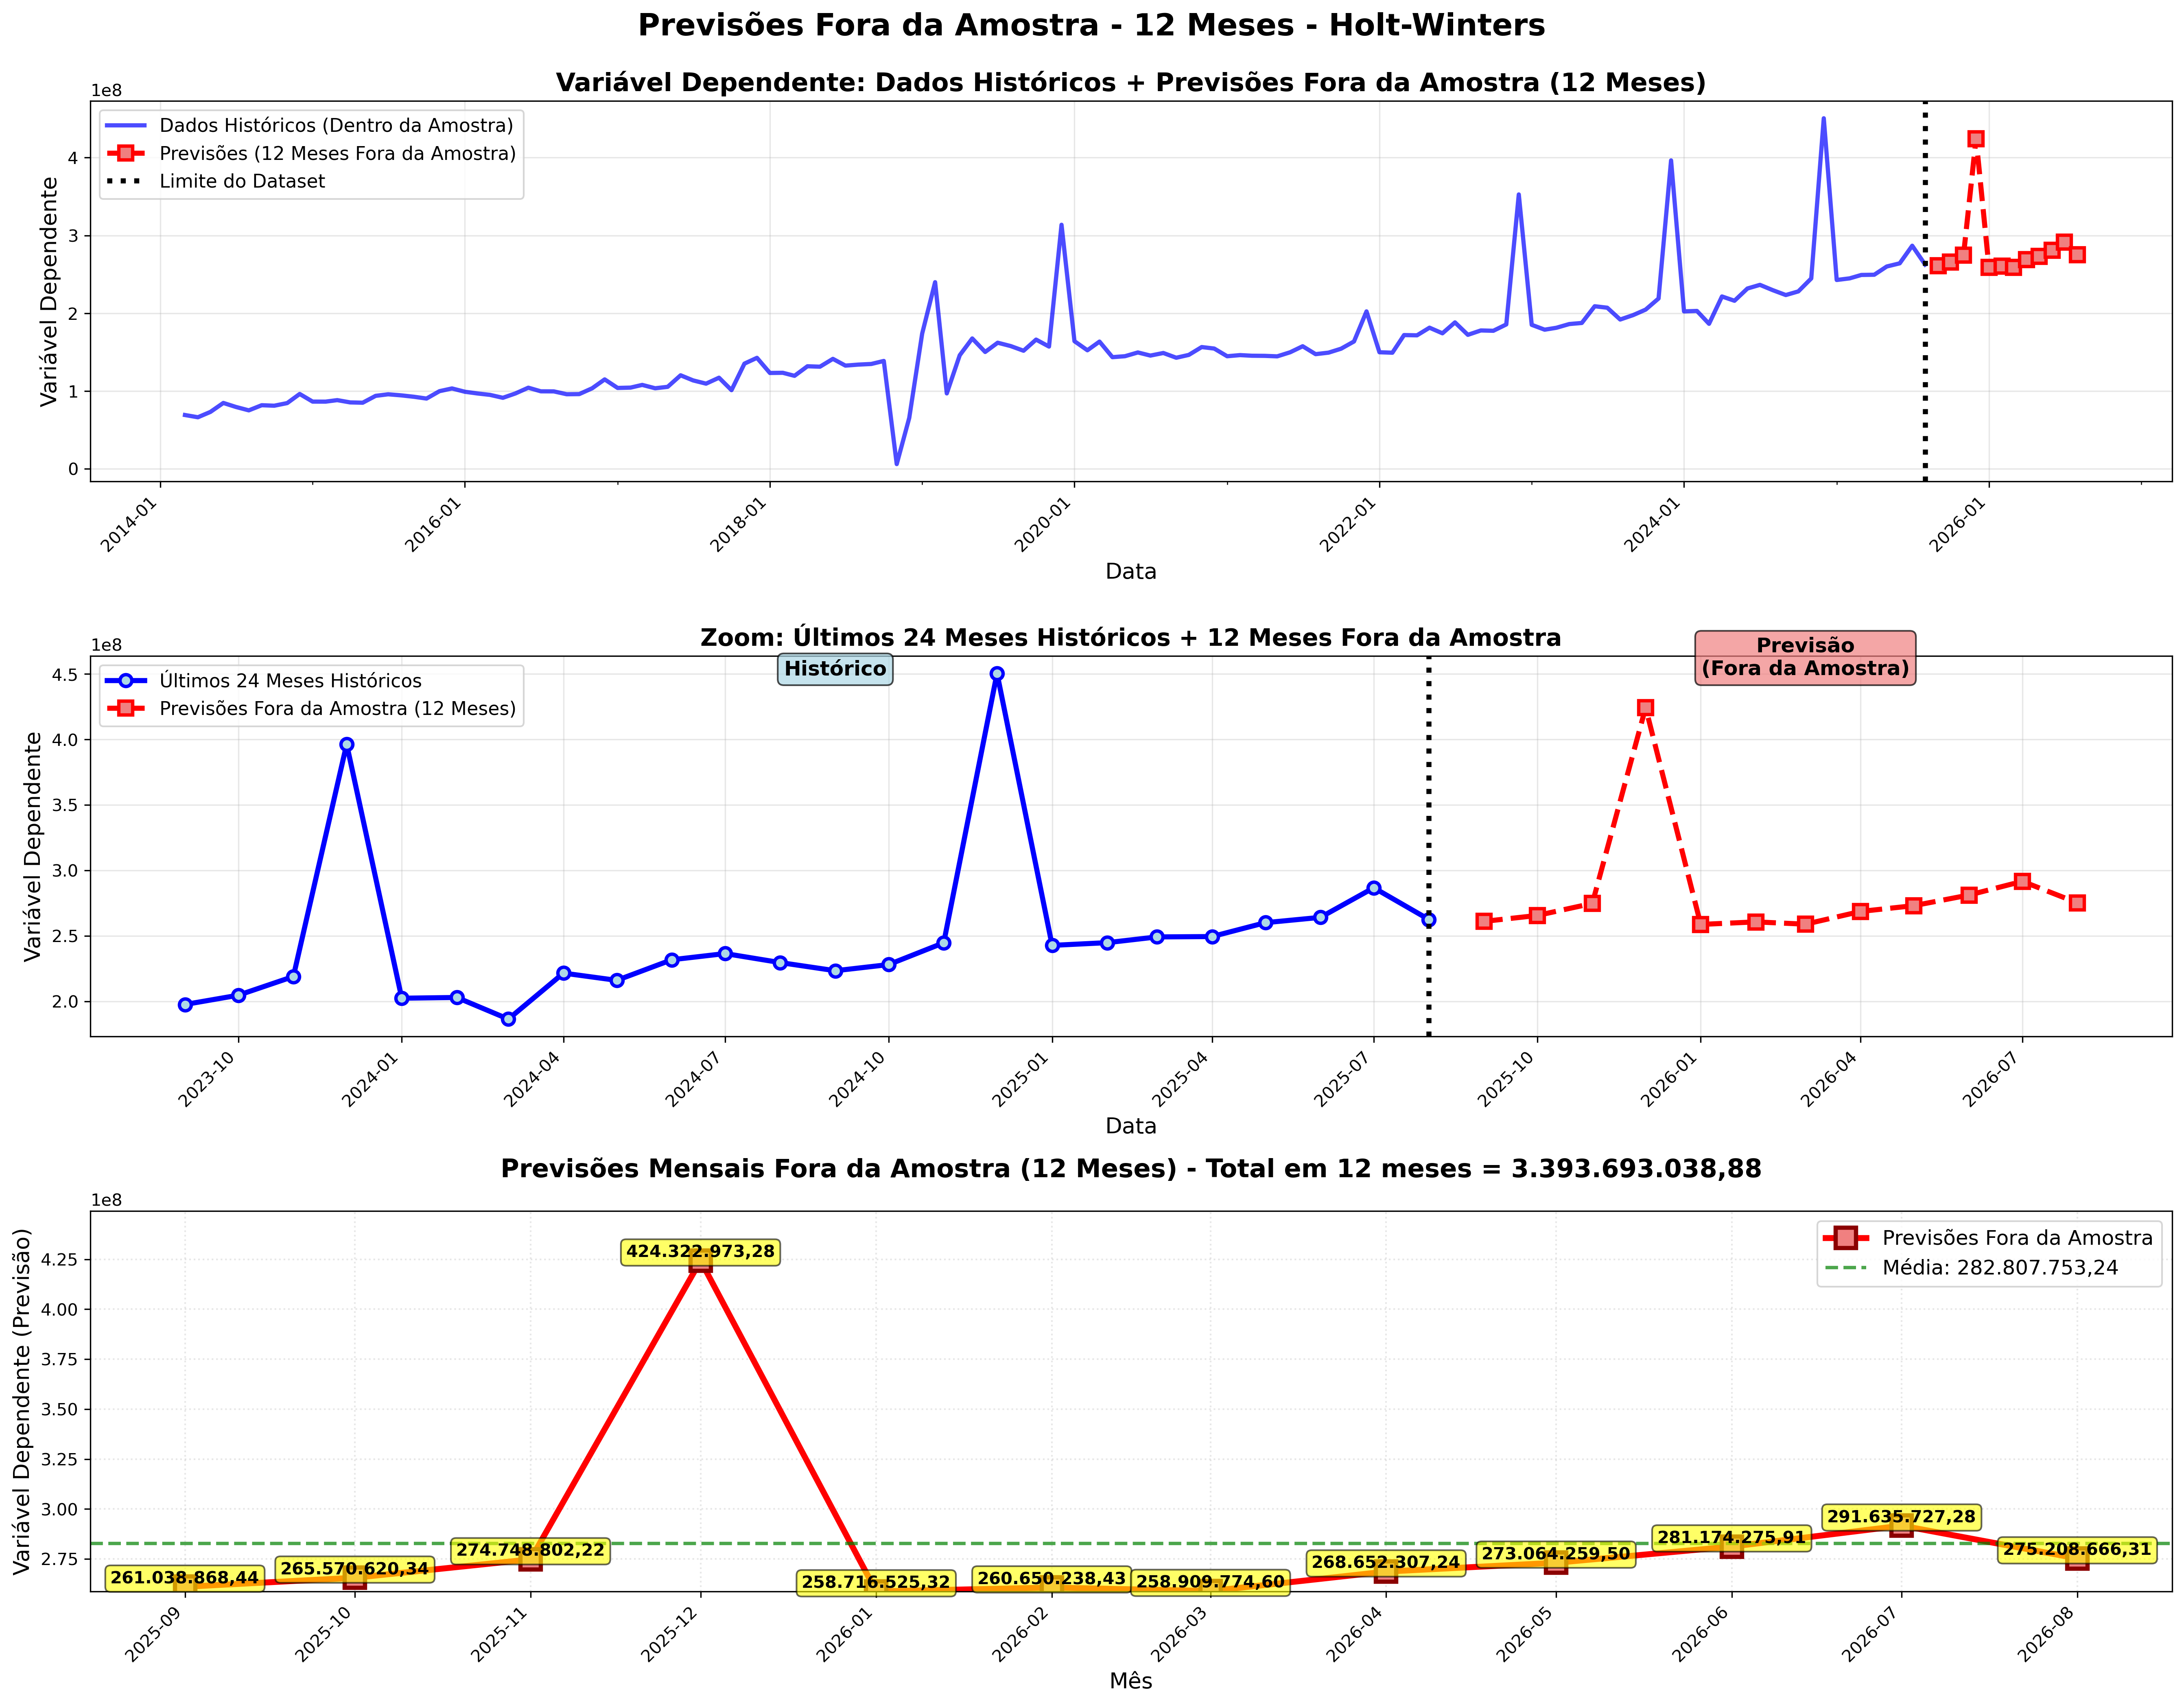 Previsões Fora da Amostra - 12 Meses - Holt-Winters
Variável Dependente: Dados Históricos + Previsões Fora da Amostra (12 Meses)
1e8
Dados Históricos (Dentro da Amostra)
Previsões (12 Meses Fora da Amostra)
Limite do Dataset
Variável Dependente
4
3
2
1
0
2014-01
2016-01
2018-01
2020-01
2022-01
2024-01
2026-01
Data
Zoom: Últimos 24 Meses Históricos + 12 Meses Fora da Amostra
1e8
Últimos 24 Meses Históricos
Previsões Fora da Amostra (12 Meses)
Histórico
Previsão
(Fora da Amostra)
Variável Dependente
4.5
4.0
3.5
3.0
2.5
2.0
2023-10
2024-01
2024-04
2024-07
2024-10
2025-01
2025-04
2025-07
2025-10
2026-01
2026-04
2026-07
Data
Previsões Mensais Fora da Amostra (12 Meses) - Total em 12 meses = 3.393.693.038,88
1e8
Previsões Fora da Amostra
Média: 282.807.753,24
Variável Dependente (Previsão)
4.25
4.00
3.75
3.50
3.25
3.00
2.75
261.038.868,44
265.570.620,34
274.748.802,22
424.322.973,28
258.716.525,32
260.650.238,43
258.909.774,60
268.652.307,24
273.064.259,50
281.174.275,91
291.635.727,28
275.208.666,31
2025-09
2025-10
2025-11
2025-12
2026-01
2026-02
2026-03
2026-04
2026-05
2026-06
2026-07
2026-08
Mês